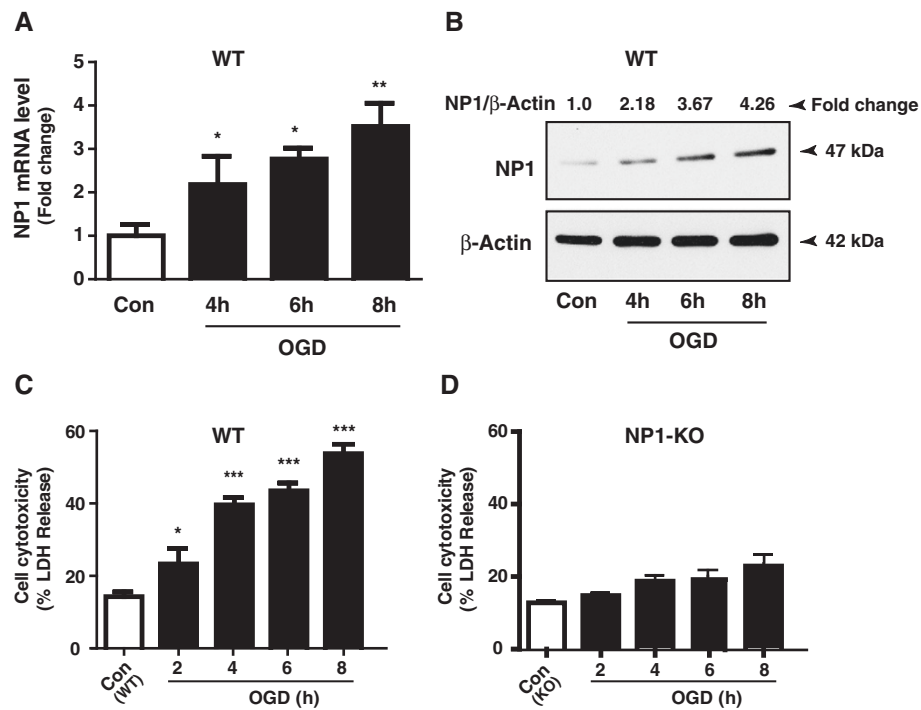 A
WT
NP1 mRNA level
(Fold change)
5
4
3
2
1
0
*
*
**
Con
4h
6h
8h
OGD
B
WT
NP1/β-Actin 1.0 2.18 3.67 4.26 Fold change
NP1
47 kDa
β-Actin
42 kDa
Con
4h
6h
8h
OGD
C
WT
Cell cytotoxicity
(% LDH Release)
60
40
20
0
*
***
***
***
Con
(WT)
2
4
6
8
OGD (h)
D
NP1-KO
Cell cytotoxicity
(% LDH Release)
60
40
20
0
Con
(KO)
2
4
6
8
OGD (h)